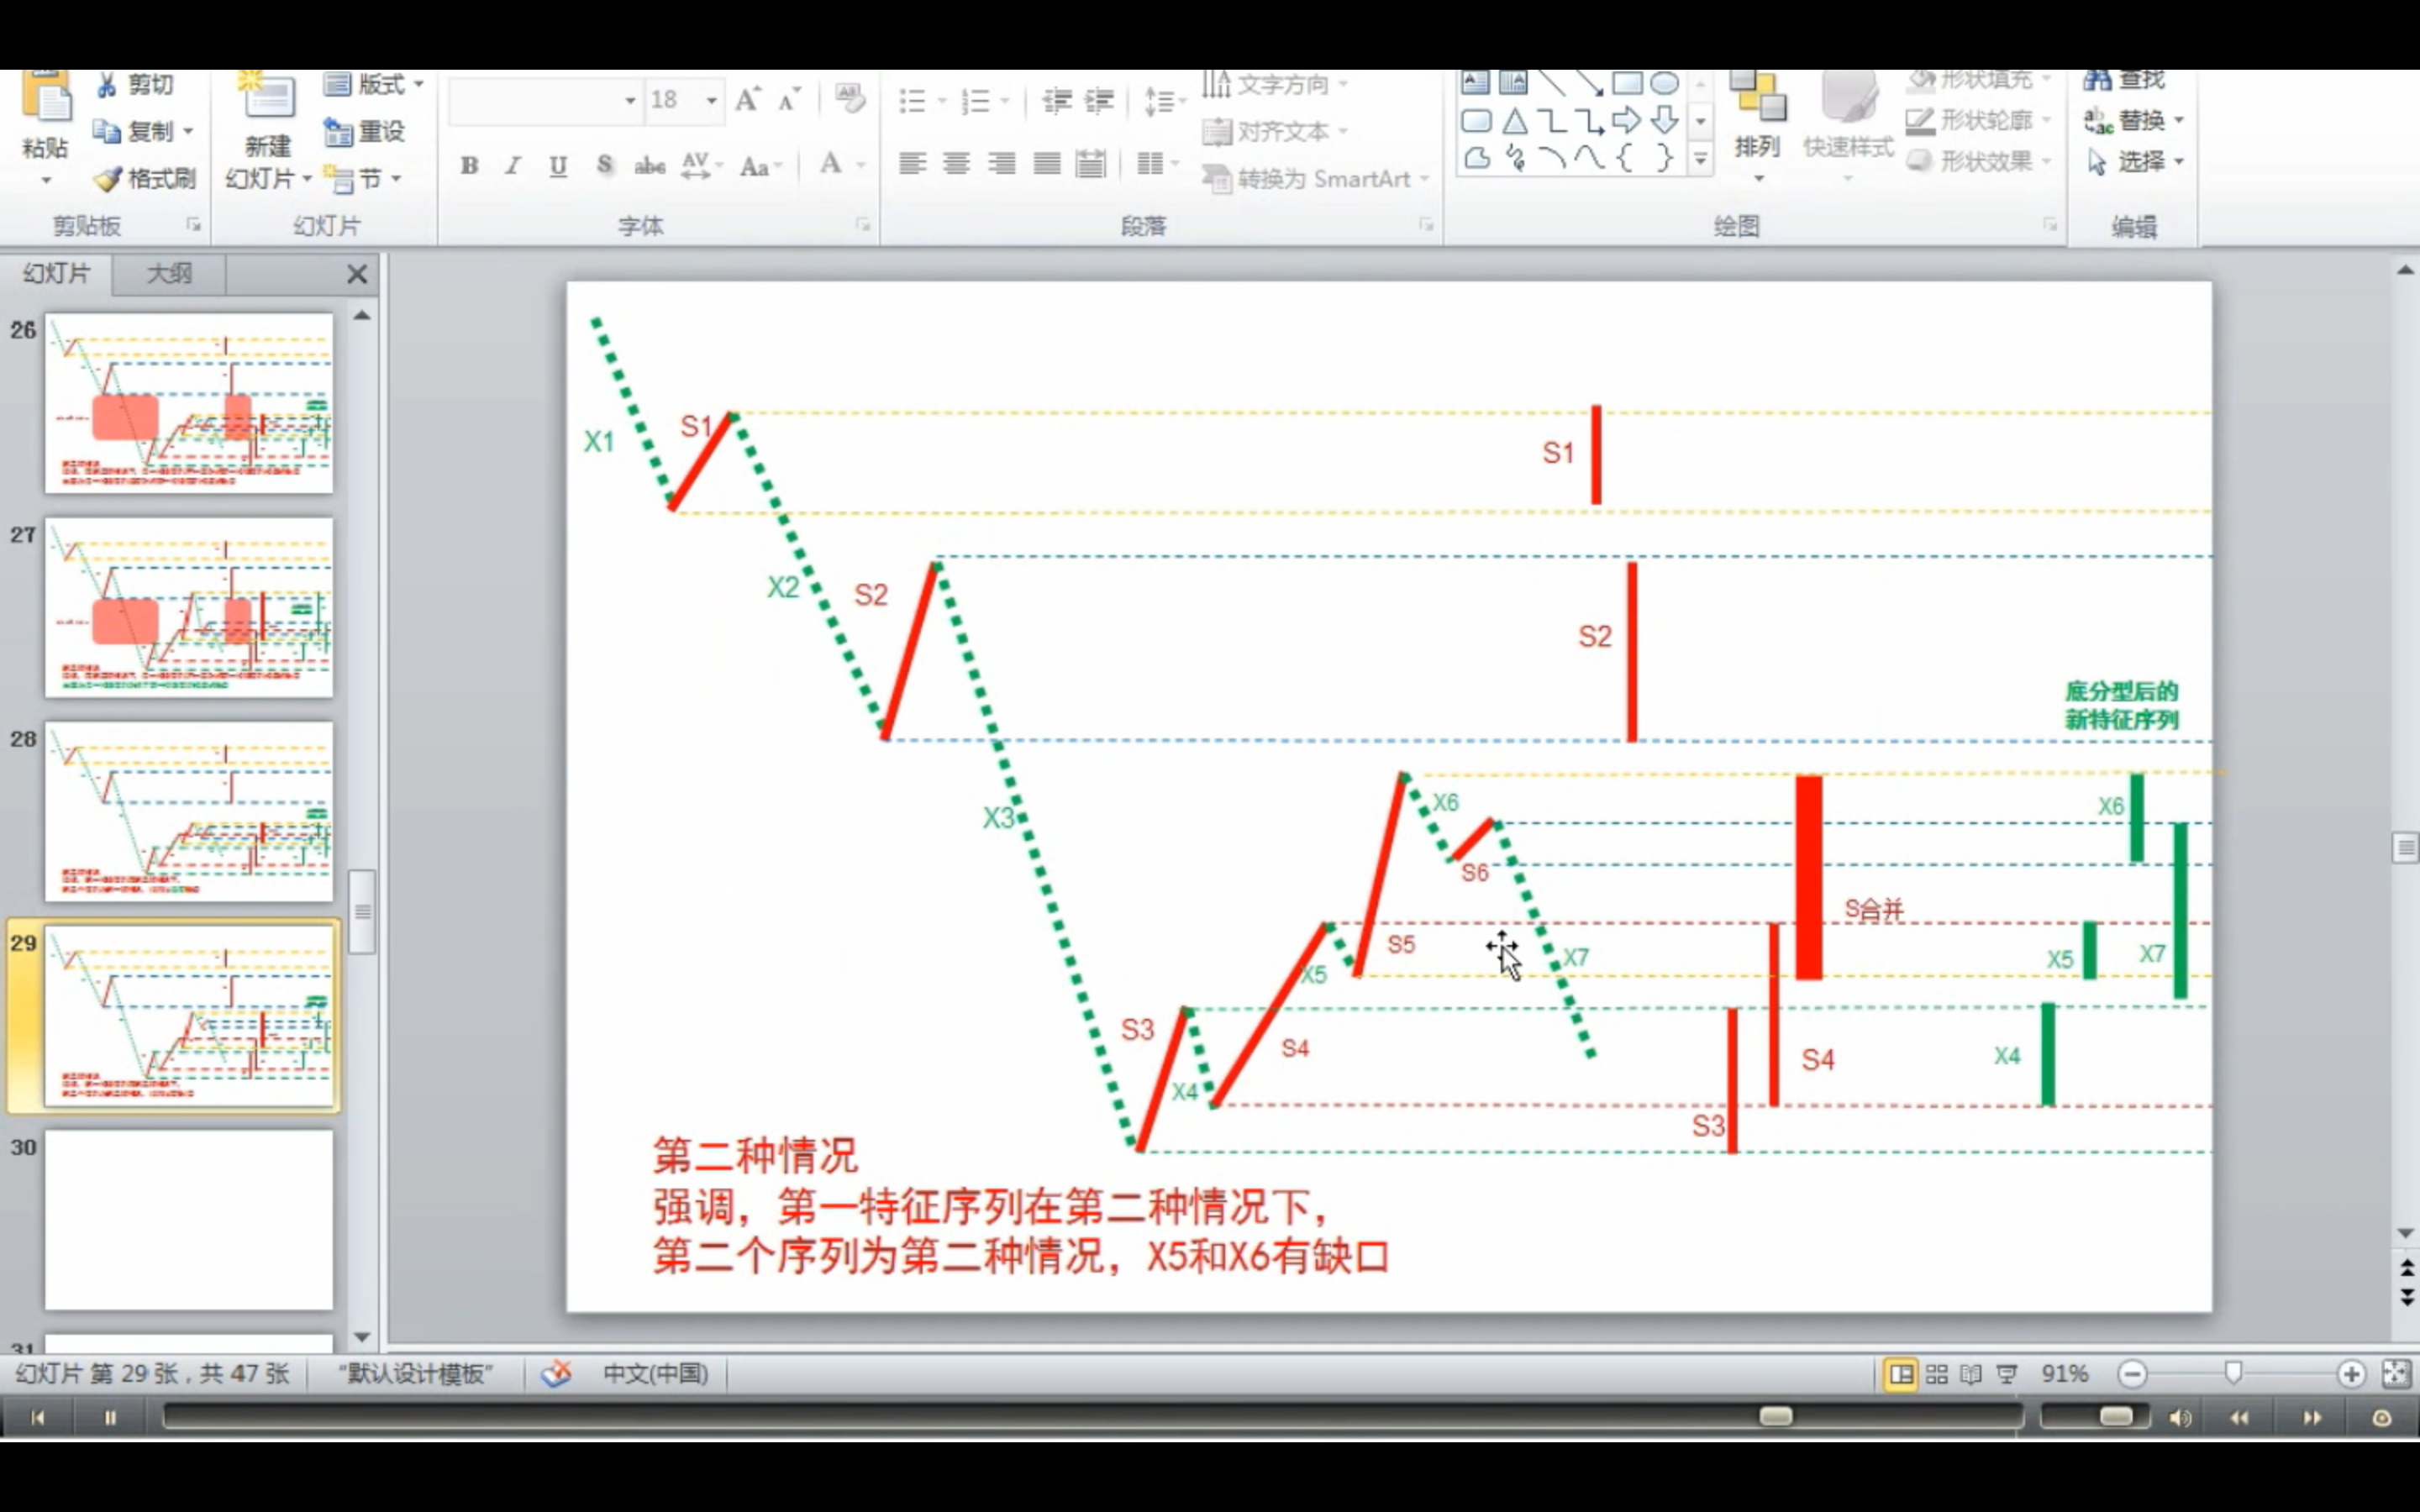 剪切
版式
18
文字方向
形状填充
查找
粘贴
复制
新建
重设
对齐文本
排列
快速样式
形状轮廓
替换
格式刷
幻灯片
节
B I U S abc AV Aa A
转换为 SmartArt
形状效果
选择
剪贴板
幻灯片
字体
段落
绘图
编辑
幻灯片
大纲
26
27
28
29
30
31
X1
S1
S1
X2
S2
S2
底分型后的
新特征序列
X3
X6
X6
S6
S合并
S5
X7
X5
X5
X7
S3
S4
S4
X4
X4
S3
第二种情况
强调，第一特征序列在第二种情况下，
第二个序列为第二种情况，X5和X6有缺口
幻灯片 第 29 张，共 47 张
"默认设计模板"
中文(中国)
91%